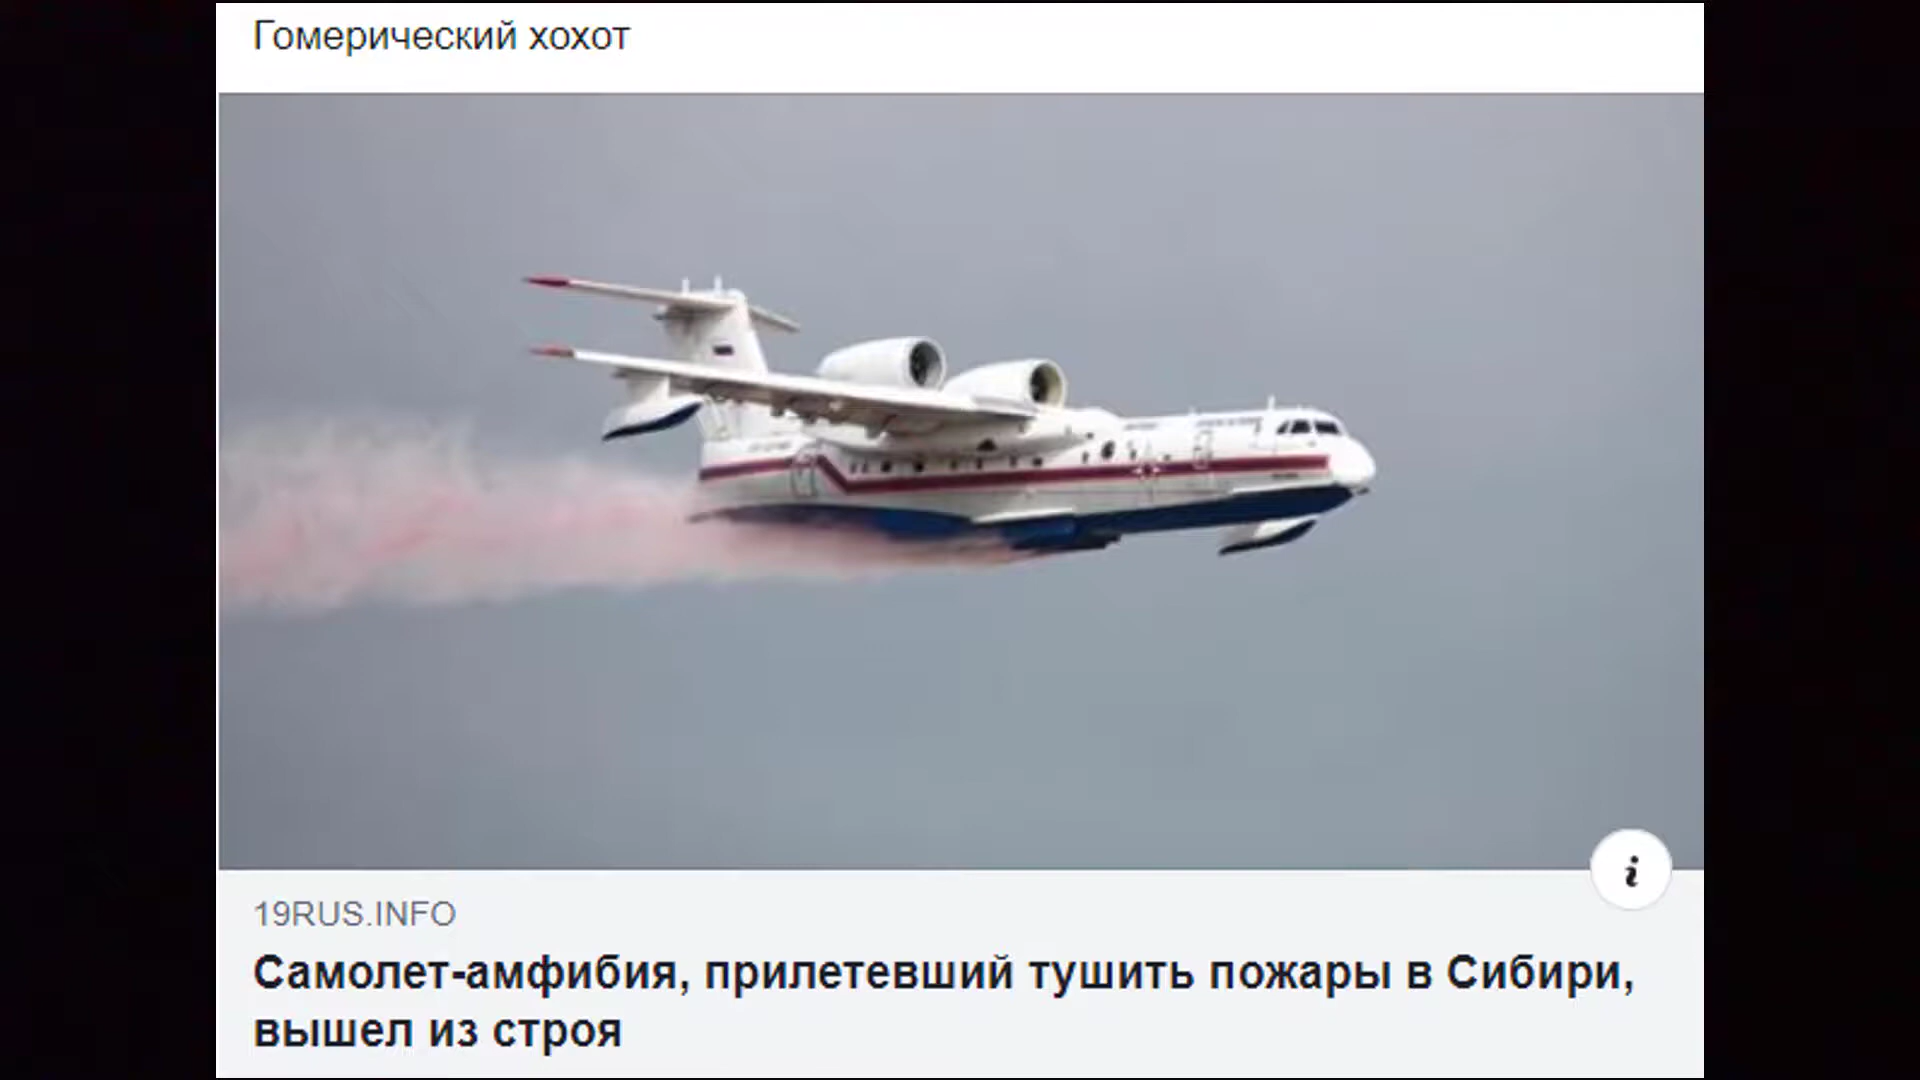 Гомерический хохот
i
19RUS.INFO
Самолет-амфибия, прилетевший тушить пожары в Сибири,
вышел из строя